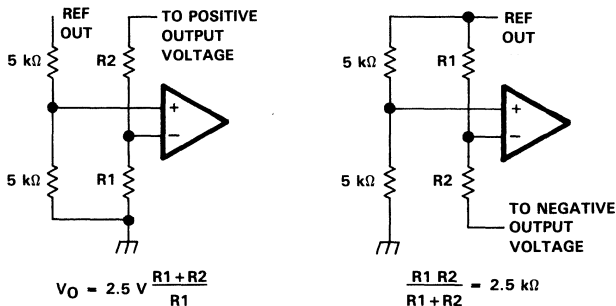 REF
OUT
TO POSITIVE
OUTPUT
VOLTAGE
5 kΩ
R2
+
−
5 kΩ
R1
V_O = 2.5 V (R1 + R2) / R1
REF
OUT
5 kΩ
R1
+
−
5 kΩ
R2
TO NEGATIVE
OUTPUT
VOLTAGE
(R1 R2) / (R1 + R2) = 2.5 kΩ